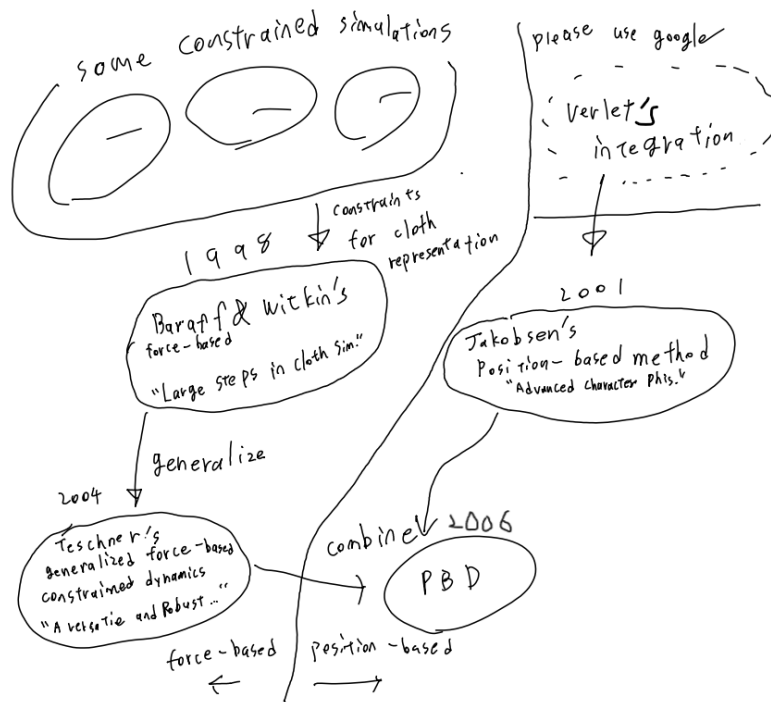 some constrained simulations
please use google
verlet's
integration
constraints
for cloth
representation
1998
Baraff & Witkin's
force-based
"Large steps in cloth sim."
2001
Jakobsen's
Position-based method
"Advanced Character Phis."
generalize
2004
Teschner's
generalized force-based
constrained dynamics
"A versatie and Robust..."
combine
2006
PBD
force-based
position-based